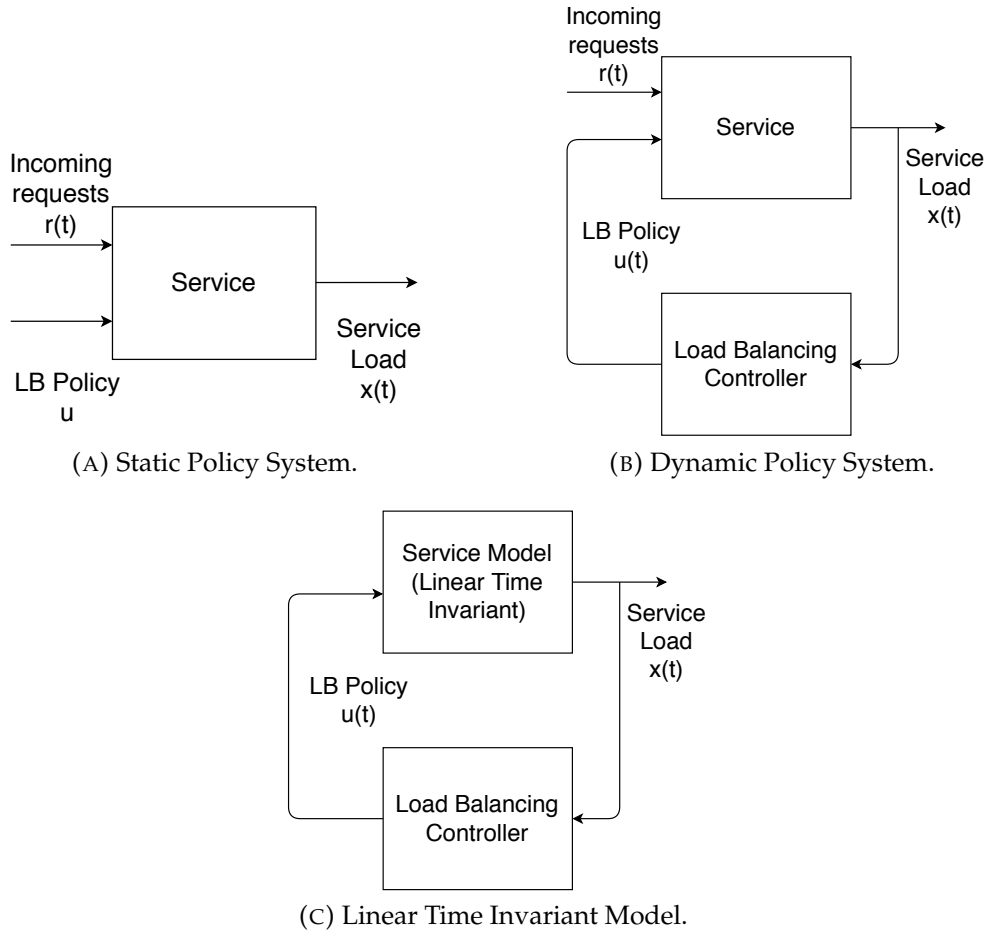 Incoming
requests
r(t)
Service
LB Policy
u
Service
Load
x(t)
(A) Static Policy System.
Incoming
requests
r(t)
Service
Service
Load
x(t)
LB Policy
u(t)
Load Balancing
Controller
(B) Dynamic Policy System.
Service Model
(Linear Time
Invariant)
Service
Load
x(t)
LB Policy
u(t)
Load Balancing
Controller
(C) Linear Time Invariant Model.